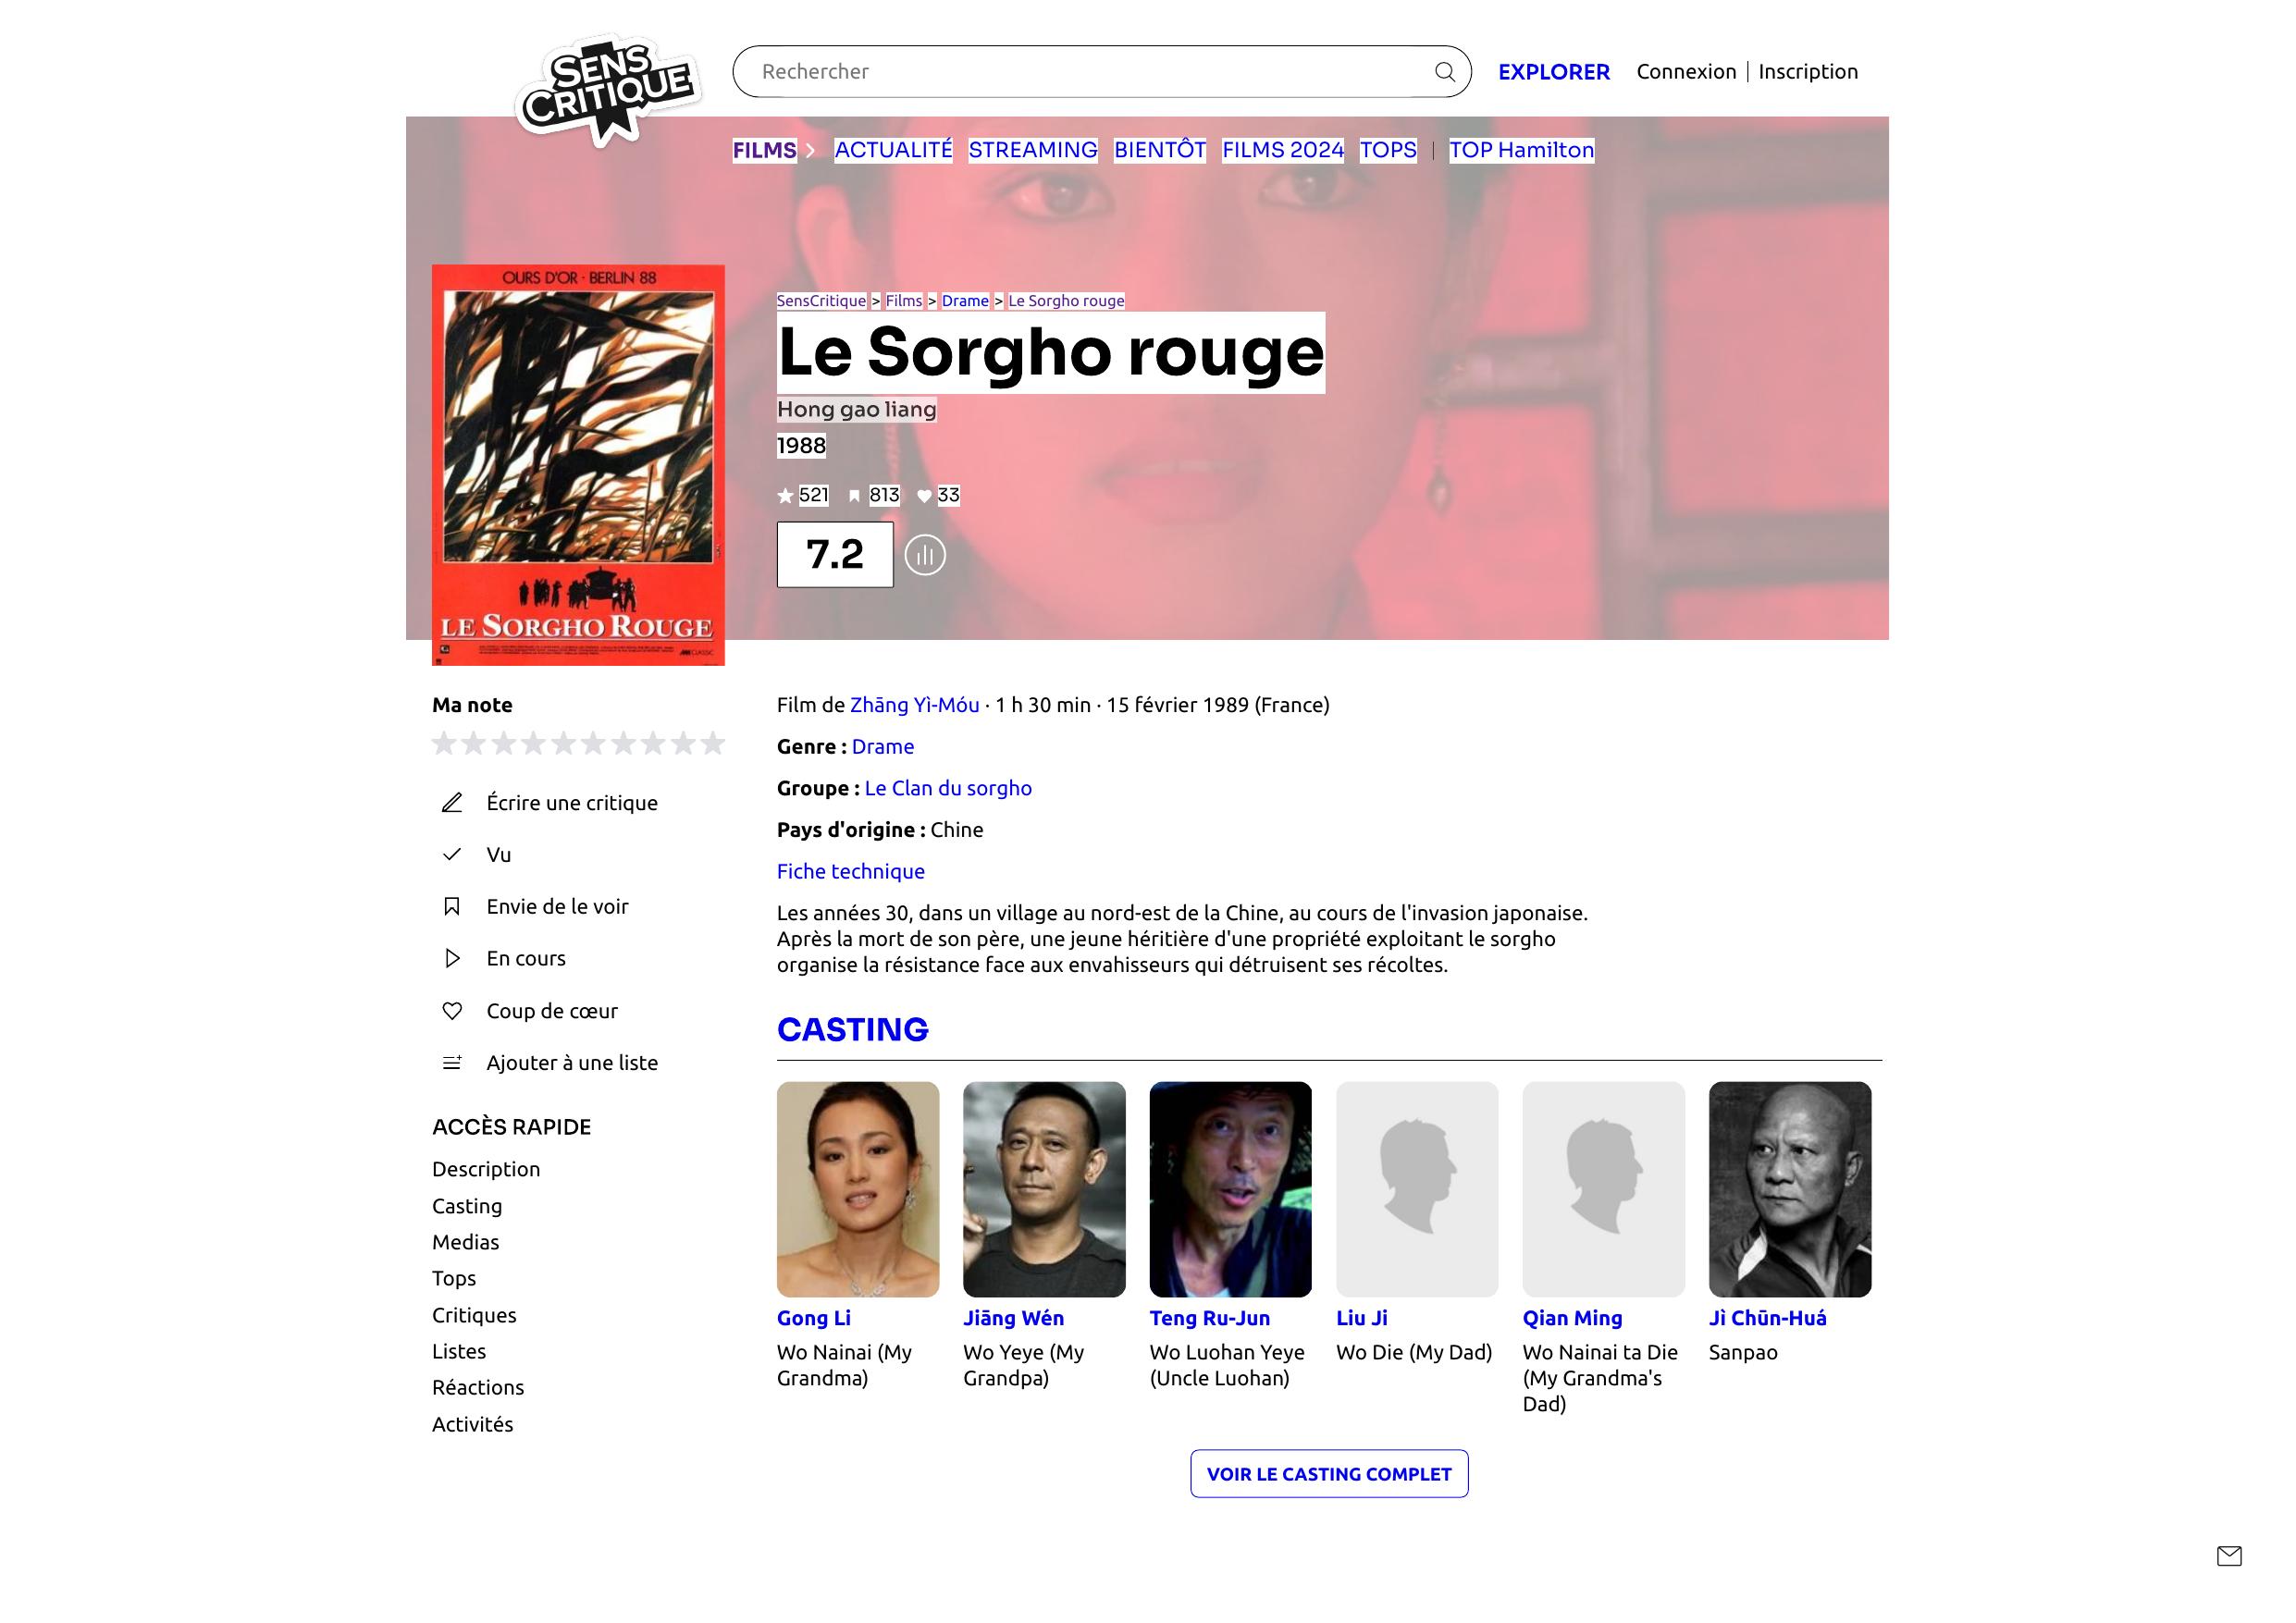 SENS
CRITIQUE
Rechercher
EXPLORER
Connexion | Inscription
FILMS > ACTUALITÉ STREAMING BIENTÔT FILMS 2024 TOPS | TOP Hamilton
OURS D'OR · BERLIN 88
LE SORGHO ROUGE
CLASSIC
SensCritique > Films > Drame > Le Sorgho rouge
Le Sorgho rouge
Hong gao liang
1988
521 813 33
7.2
Ma note
Écrire une critique
Vu
Envie de le voir
En cours
Coup de cœur
Ajouter à une liste
ACCÈS RAPIDE
Description
Casting
Medias
Tops
Critiques
Listes
Réactions
Activités
Film de Zhāng Yì-Móu · 1 h 30 min · 15 février 1989 (France)
Genre : Drame
Groupe : Le Clan du sorgho
Pays d'origine : Chine
Fiche technique
Les années 30, dans un village au nord-est de la Chine, au cours de l'invasion japonaise.
Après la mort de son père, une jeune héritière d'une propriété exploitant le sorgho
organise la résistance face aux envahisseurs qui détruisent ses récoltes.
CASTING
Gong Li
Wo Nainai (My
Grandma)
Jiāng Wén
Wo Yeye (My
Grandpa)
Teng Ru-Jun
Wo Luohan Yeye
(Uncle Luohan)
Liu Ji
Wo Die (My Dad)
Qian Ming
Wo Nainai ta Die
(My Grandma's
Dad)
Jì Chūn-Huá
Sanpao
VOIR LE CASTING COMPLET